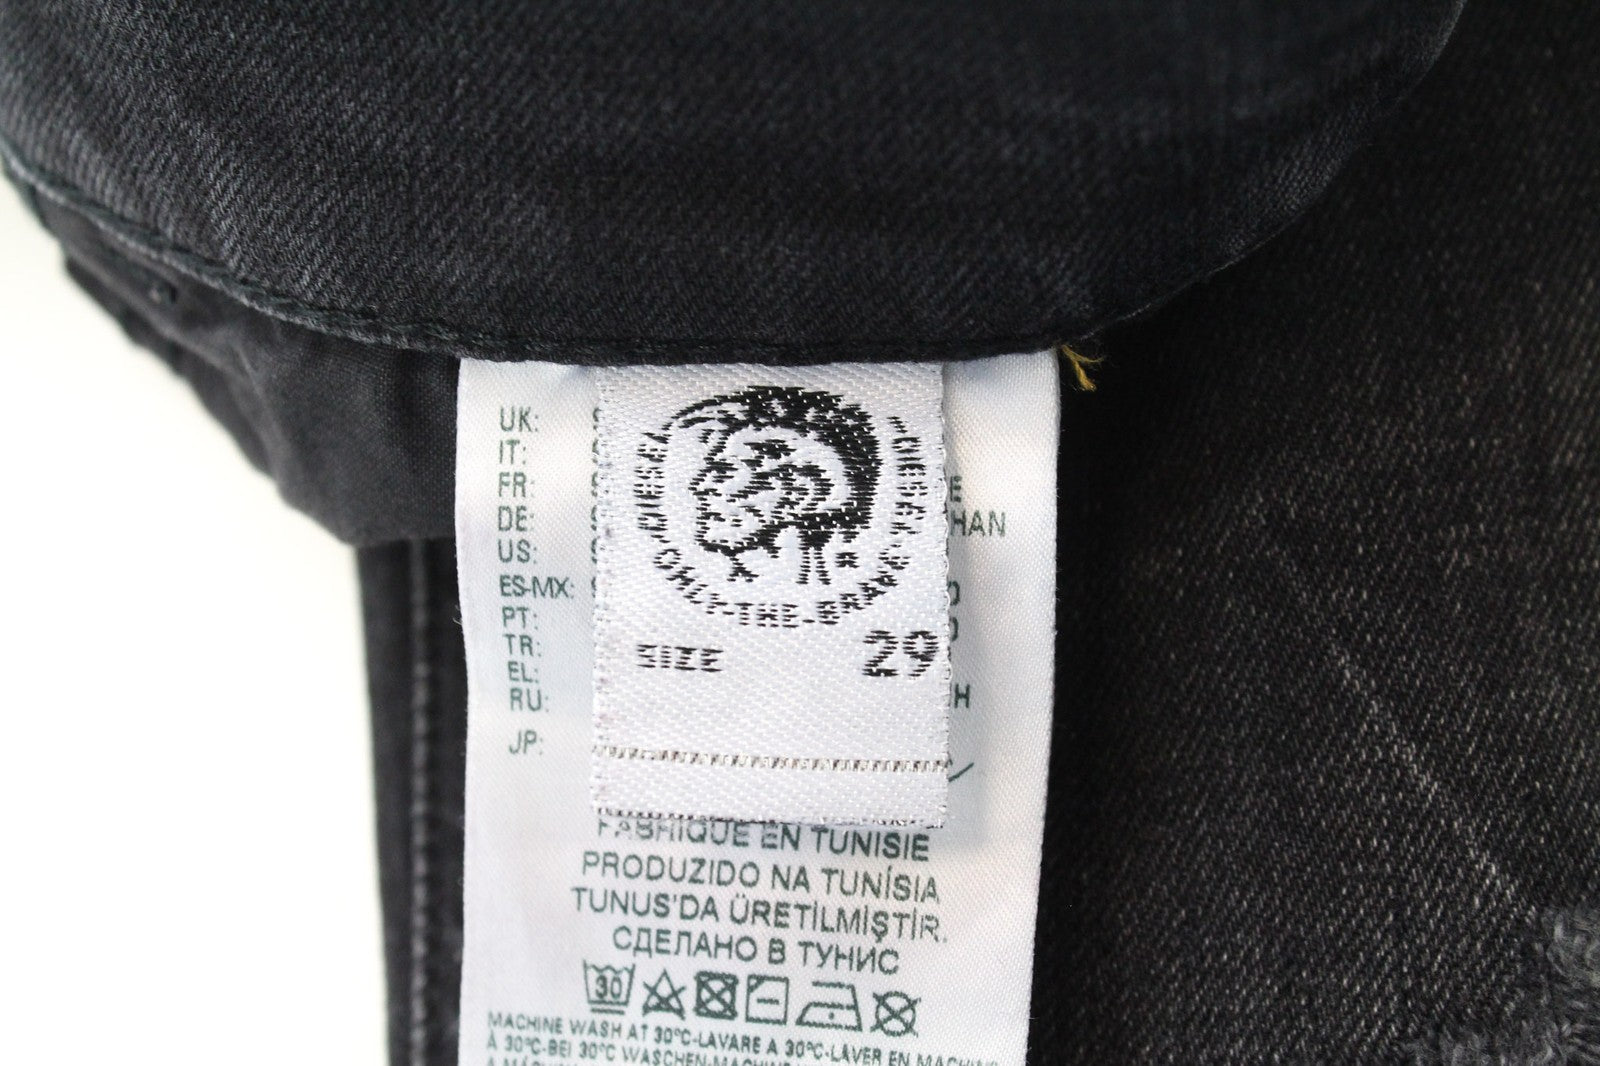 UK:
IT:
FR:
DE:
US:
ES-MX:
PT:
TR:
EL:
RU:
JP:
DIESEL
"DIESEL"
ONLY-THE-BRAVE
R
SIZE 29
E
HAN
H
FABRIQUÉ EN TUNISIE
PRODUZIDO NA TUNÍSIA
TUNUS'DA ÜRETİLMİŞTİR.
СДЕЛАНО В ТУНИС
30
MACHINE WASH AT 30°C-LAVARE A 30°C-LAVER EN MACHINE
À 30°C-BEI 30°C WASCHEN-MACHINE